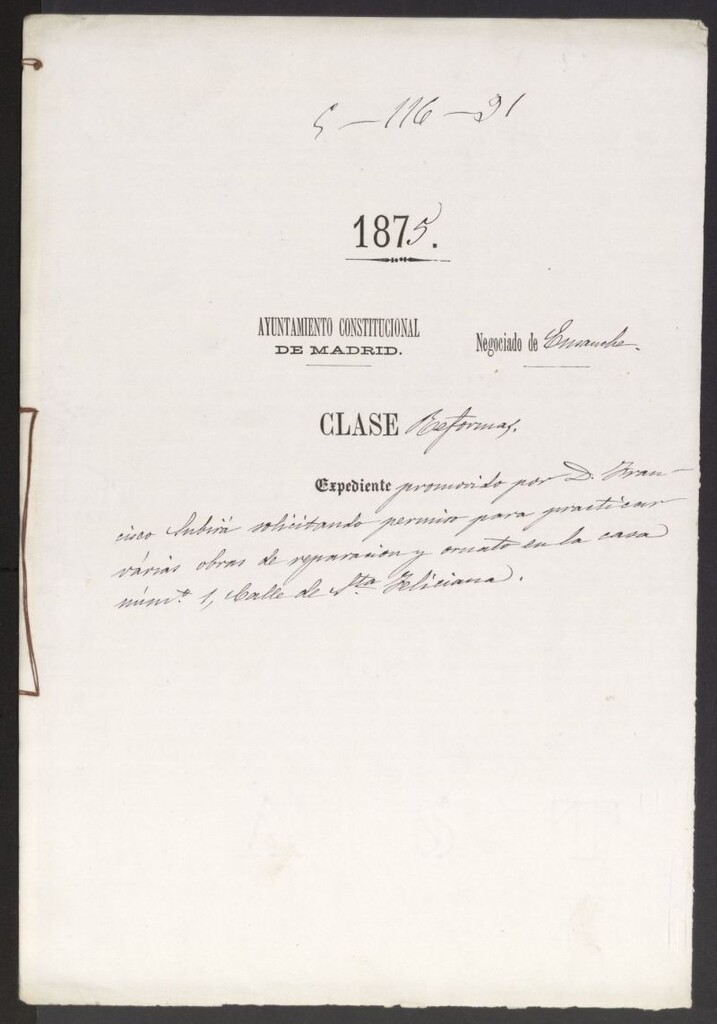 5 — 116 — 31
1875.
AYUNTAMIENTO CONSTITUCIONAL
DE MADRID.
Negociado de Ensanche.
CLASE Reformas.
Expediente promovido por D. Fran-
cisco Subirá solicitando permiso para practicar
várias obras de reparacion y ornato en la casa
núm.º 1, Calle de Sta Feliciana.